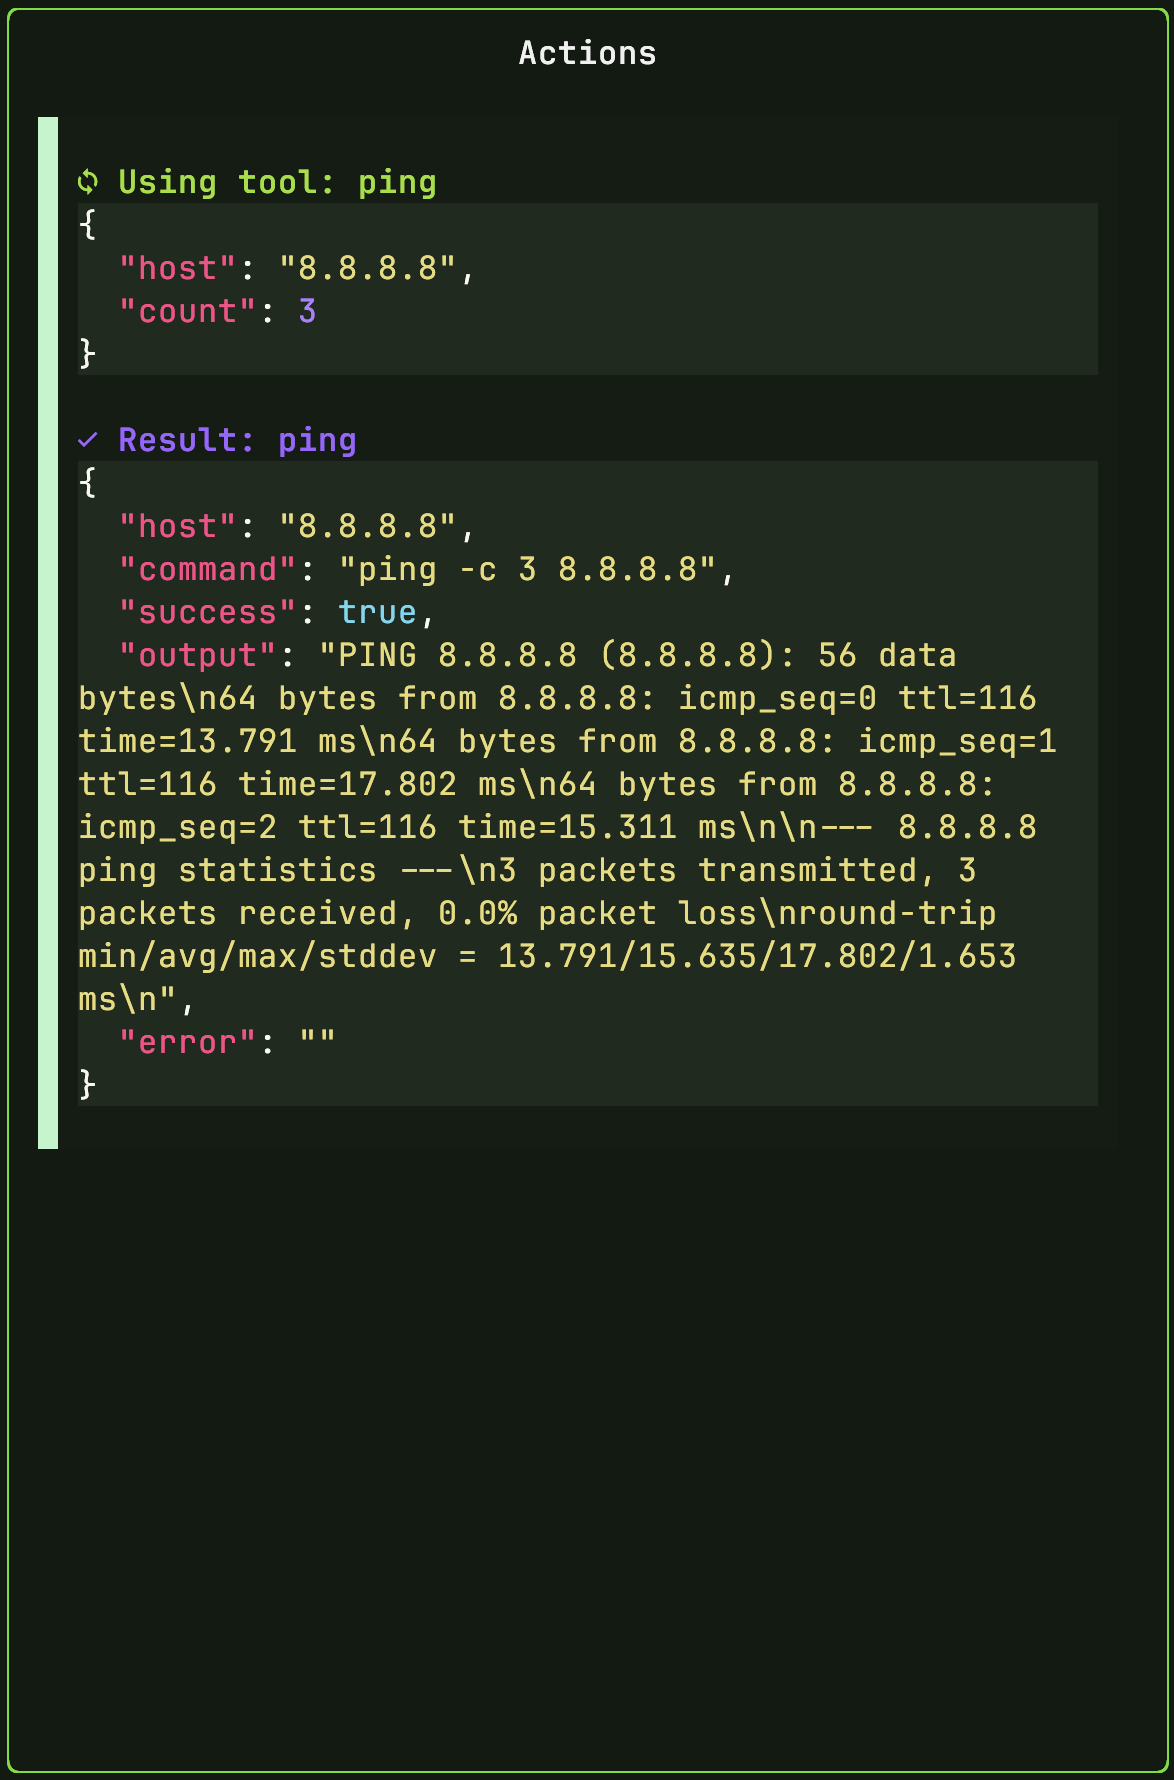 Actions
Using tool: ping
{
  "host": "8.8.8.8",
  "count": 3
}
✓ Result: ping
{
  "host": "8.8.8.8",
  "command": "ping -c 3 8.8.8.8",
  "success": true,
  "output": "PING 8.8.8.8 (8.8.8.8): 56 data
bytes\n64 bytes from 8.8.8.8: icmp_seq=0 ttl=116
time=13.791 ms\n64 bytes from 8.8.8.8: icmp_seq=1
ttl=116 time=17.802 ms\n64 bytes from 8.8.8.8:
icmp_seq=2 ttl=116 time=15.311 ms\n\n--- 8.8.8.8
ping statistics ---\n3 packets transmitted, 3
packets received, 0.0% packet loss\nround-trip
min/avg/max/stddev = 13.791/15.635/17.802/1.653
ms\n",
  "error": ""
}